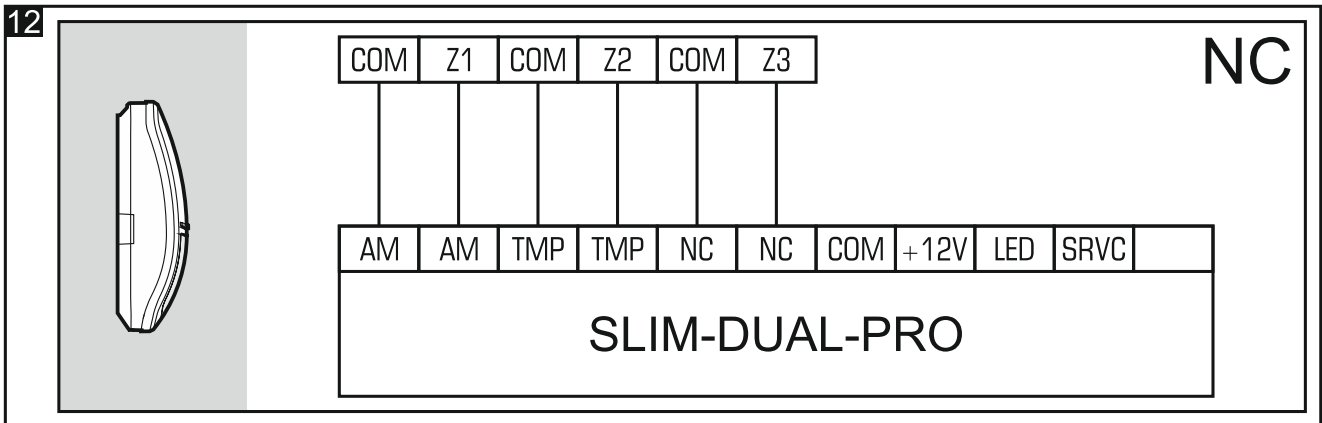 12
NC
COM Z1 COM Z2 COM Z3
AM AM TMP TMP NC NC COM +12V LED SRVC
SLIM-DUAL-PRO